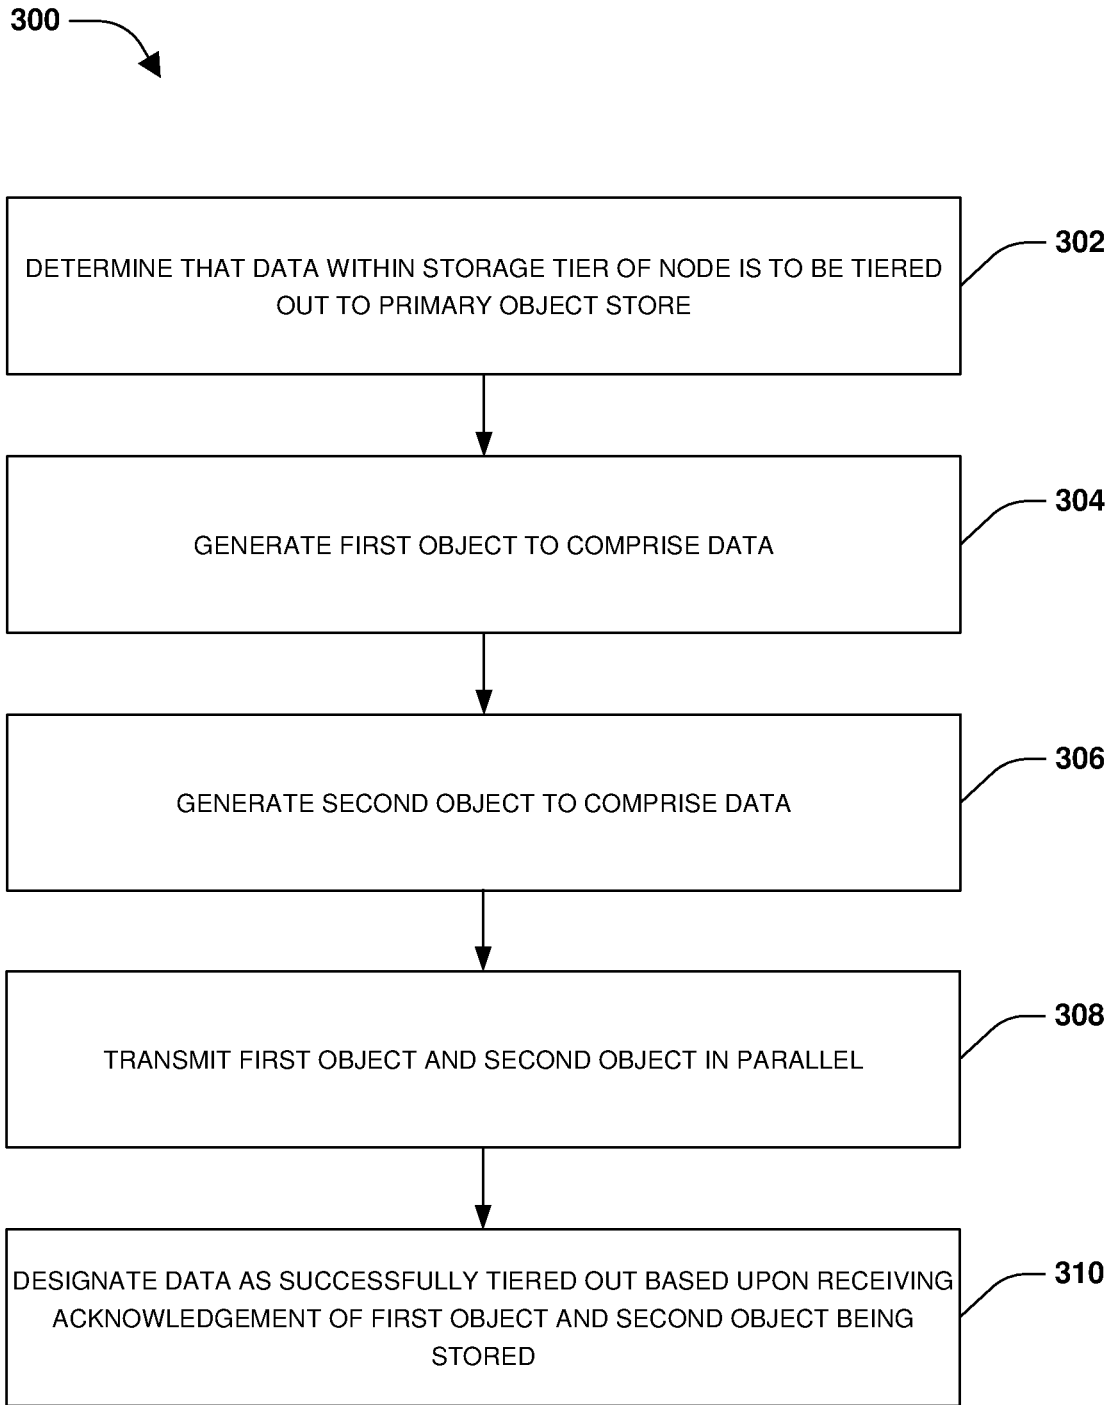 300
302
DETERMINE THAT DATA WITHIN STORAGE TIER OF NODE IS TO BE TIERED
OUT TO PRIMARY OBJECT STORE
304
GENERATE FIRST OBJECT TO COMPRISE DATA
306
GENERATE SECOND OBJECT TO COMPRISE DATA
308
TRANSMIT FIRST OBJECT AND SECOND OBJECT IN PARALLEL
310
DESIGNATE DATA AS SUCCESSFULLY TIERED OUT BASED UPON RECEIVING
ACKNOWLEDGEMENT OF FIRST OBJECT AND SECOND OBJECT BEING
STORED